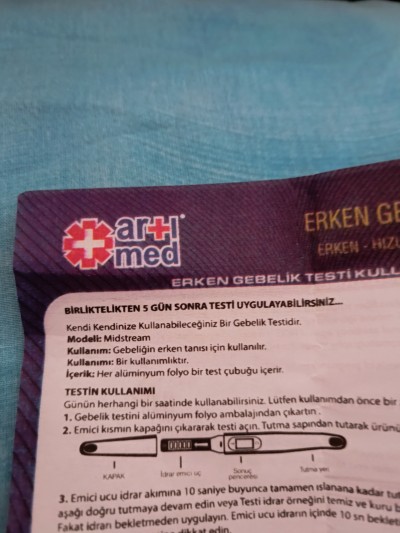 artı
med
ERKEN GE
ERKEN - HIZ
ERKEN GEBELİK TESTİ KULL
BİRLİKTELİKTEN 5 GÜN SONRA TESTİ UYGULAYABİLİRSİNİZ...
Kendi Kendinize Kullanabileceğiniz Bir Gebelik Testidir.
Modeli: Midstream
Kullanım: Gebeliğin erken tanısı için kullanılır.
Kullanımı: Bir kullanımlıktır.
İçerik: Her alüminyum folyo bir test çubuğu içerir.
TESTİN KULLANIMI
Günün herhangi bir saatinde kullanabilirsiniz. Lütfen kullanımdan önce bir
1. Gebelik testini alüminyum folyo ambalajından çıkartın.
2. Emici kısmın kapağını çıkararak testi açın. Tutma sapından tutarak ürünü
KAPAK
İdrar emici uç
Sonuç
penceresi
Tutma yeri
3. Emici ucu idrar akımına 10 saniye boyunca tamamen ıslanana kadar tut
aşağı doğru tutmaya devam edin veya Testi idrar örneğini temiz ve kuru b
Fakat idrarı bekletmeden uygulayın. Emici ucu idrarın içinde 10 sn beklet
dikkat edin.